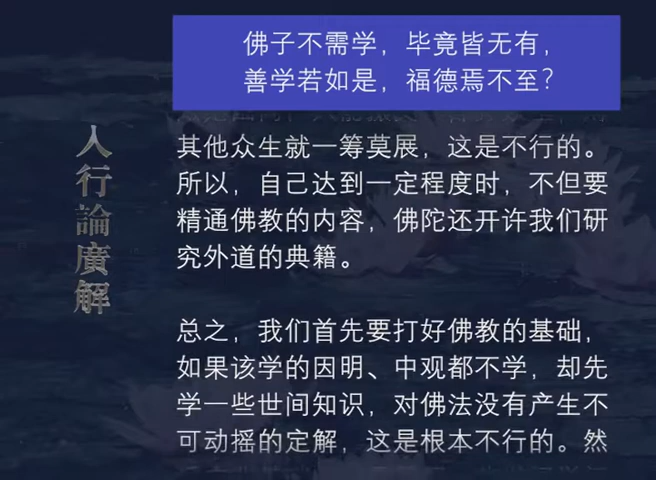 佛子不需学，毕竟皆无有，
善学若如是，福德焉不至？
入行論廣解
其他众生就一筹莫展，这是不行的。
所以，自己达到一定程度时，不但要
精通佛教的内容，佛陀还开许我们研
究外道的典籍。
总之，我们首先要打好佛教的基础，
如果该学的因明、中观都不学，却先
学一些世间知识，对佛法没有产生不
可动摇的定解，这是根本不行的。然